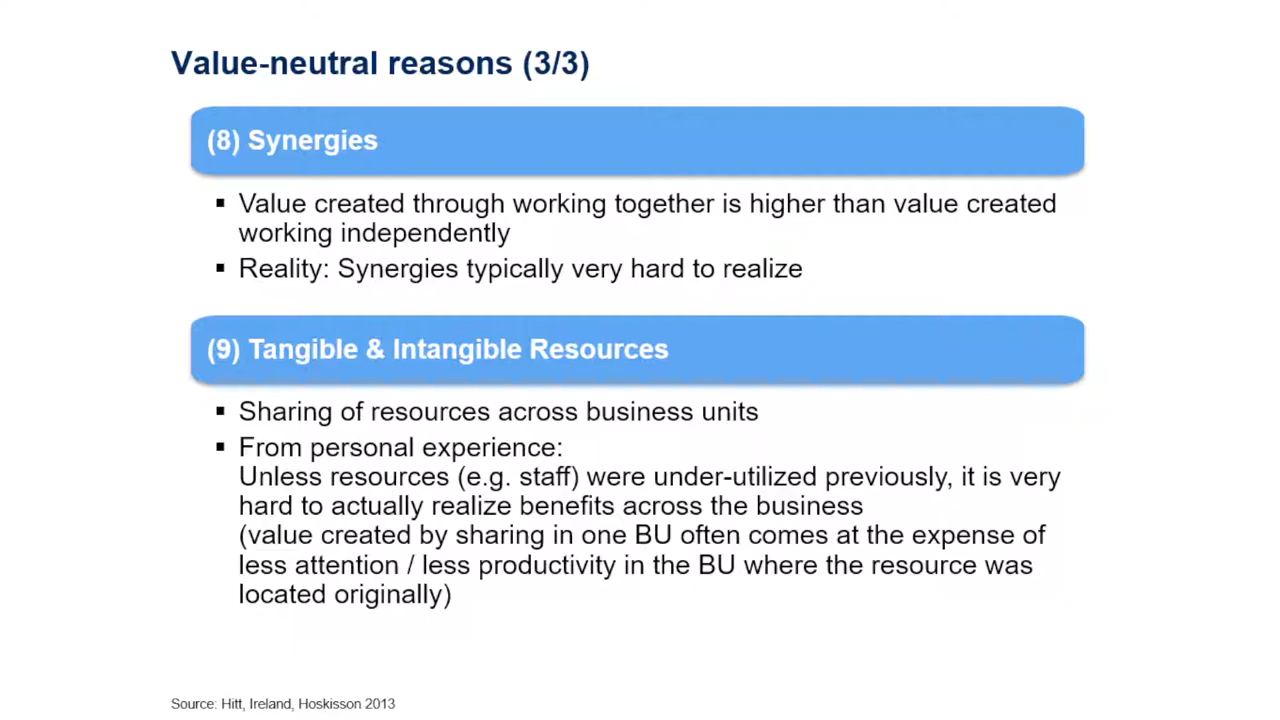 Value-neutral reasons (3/3)
(8) Synergies
▪ Value created through working together is higher than value created
working independently
▪ Reality: Synergies typically very hard to realize
(9) Tangible & Intangible Resources
▪ Sharing of resources across business units
▪ From personal experience:
Unless resources (e.g. staff) were under-utilized previously, it is very
hard to actually realize benefits across the business
(value created by sharing in one BU often comes at the expense of
less attention / less productivity in the BU where the resource was
located originally)
Source: Hitt, Ireland, Hoskisson 2013